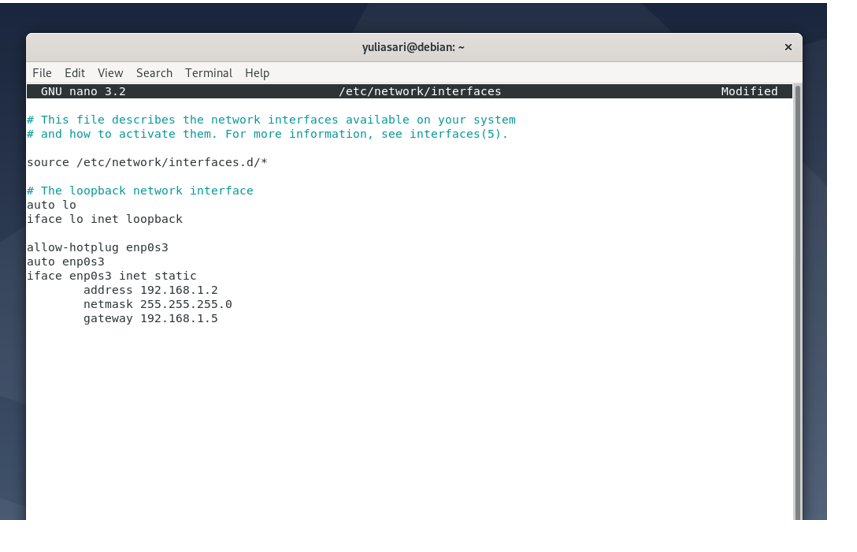 yuliasari@debian: ~
×
File Edit View Search Terminal Help
GNU nano 3.2 /etc/network/interfaces Modified
# This file describes the network interfaces available on your system
# and how to activate them. For more information, see interfaces(5).
source /etc/network/interfaces.d/*
# The loopback network interface
auto lo
iface lo inet loopback
allow-hotplug enp0s3
auto enp0s3
iface enp0s3 inet static
address 192.168.1.2
netmask 255.255.255.0
gateway 192.168.1.5